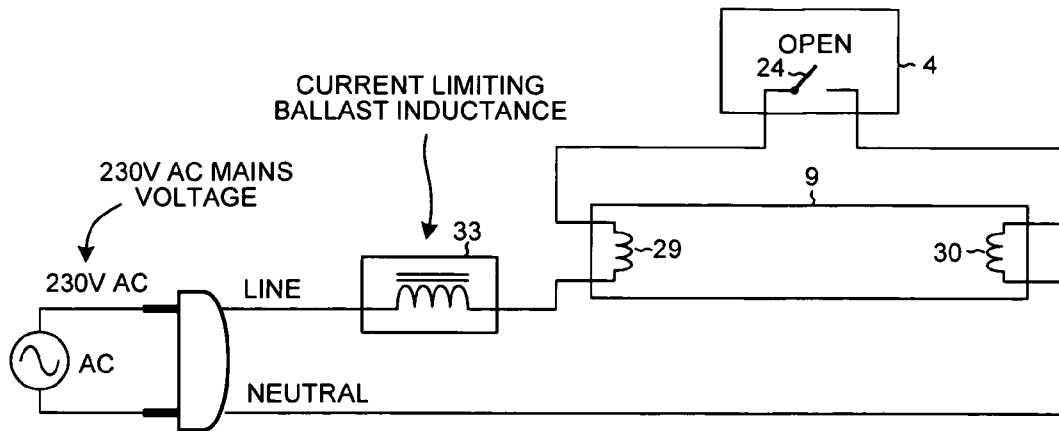 OPEN
24
4
CURRENT LIMITING
BALLAST INDUCTANCE
230V AC MAINS
VOLTAGE
9
33
29
30
230V AC
LINE
AC
NEUTRAL